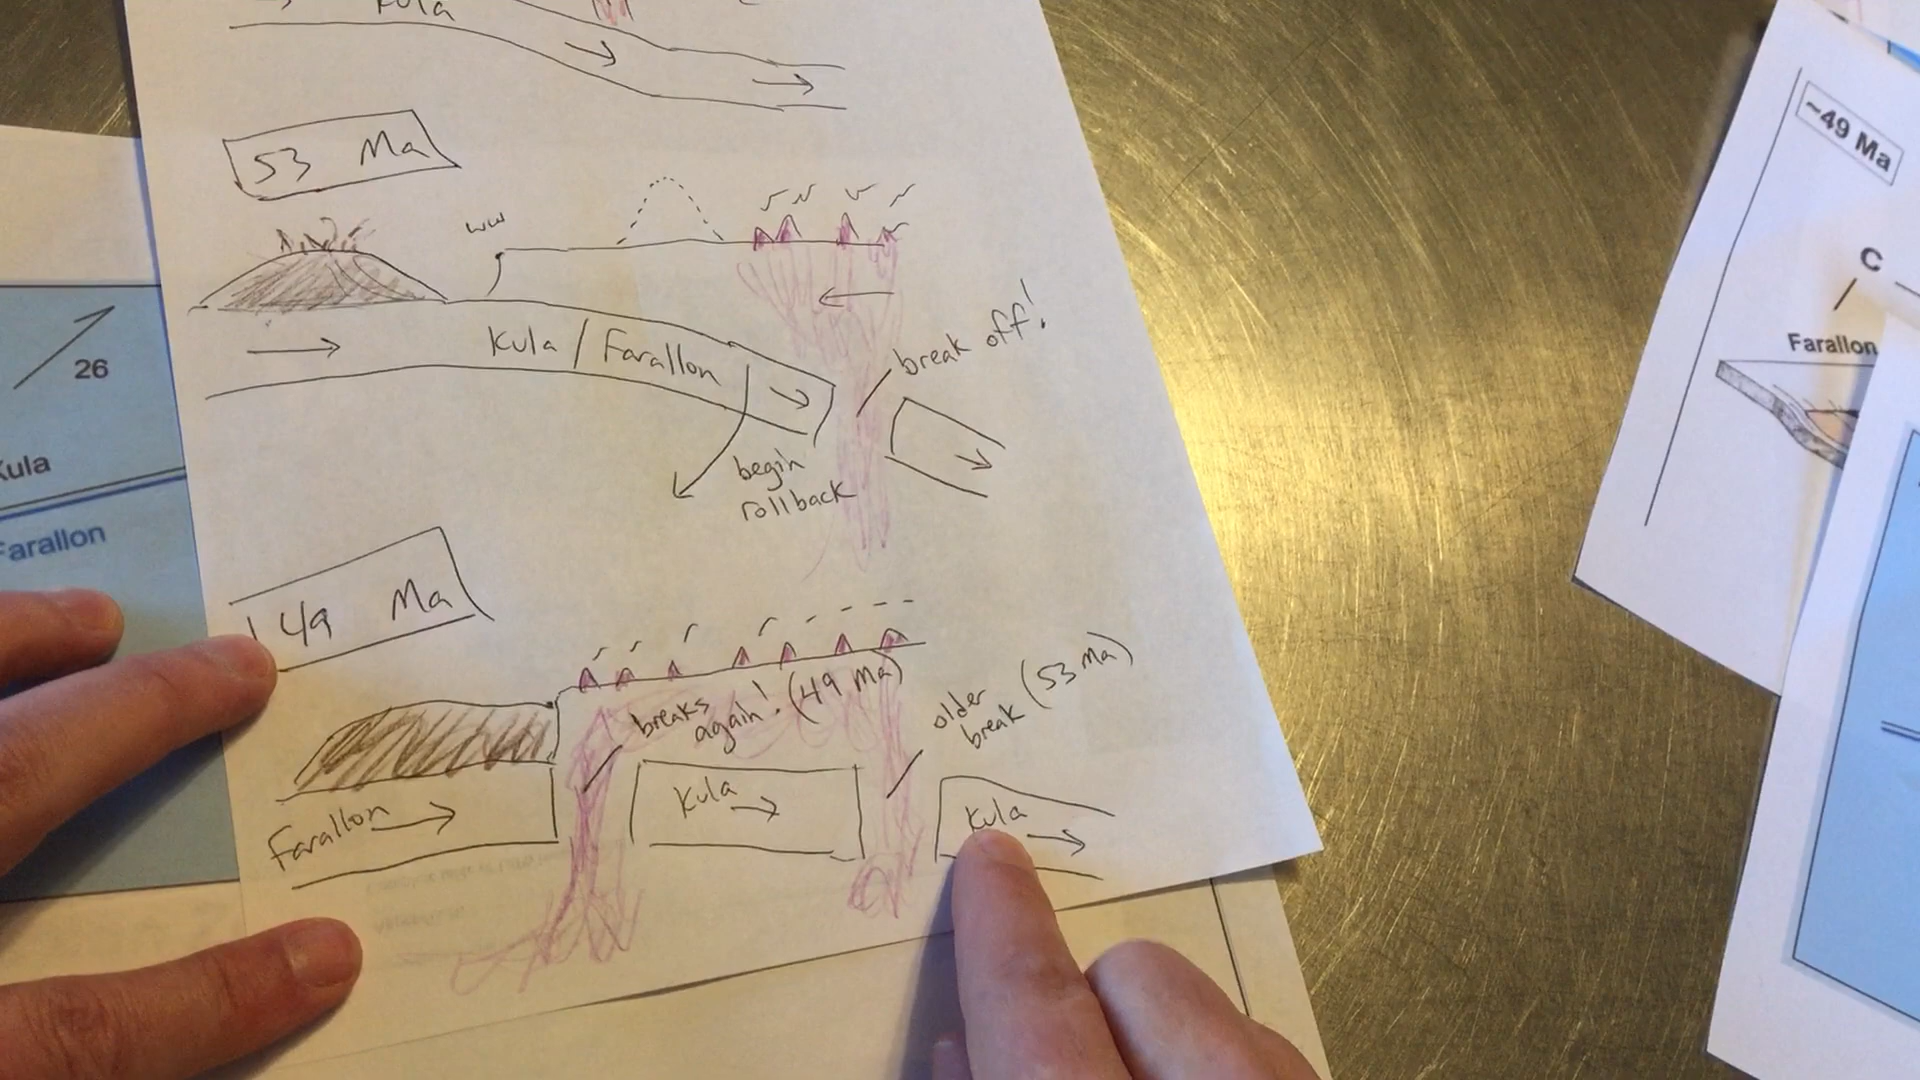 Kula
53 Ma
ww
Kula / Farallon
break off!
begin
rollback
49 Ma
breaks
again! (49 Ma)
older
break (53 Ma)
Farallon
Kula
Kula
26
Kula
Farallon
~49 Ma
C
Farallon